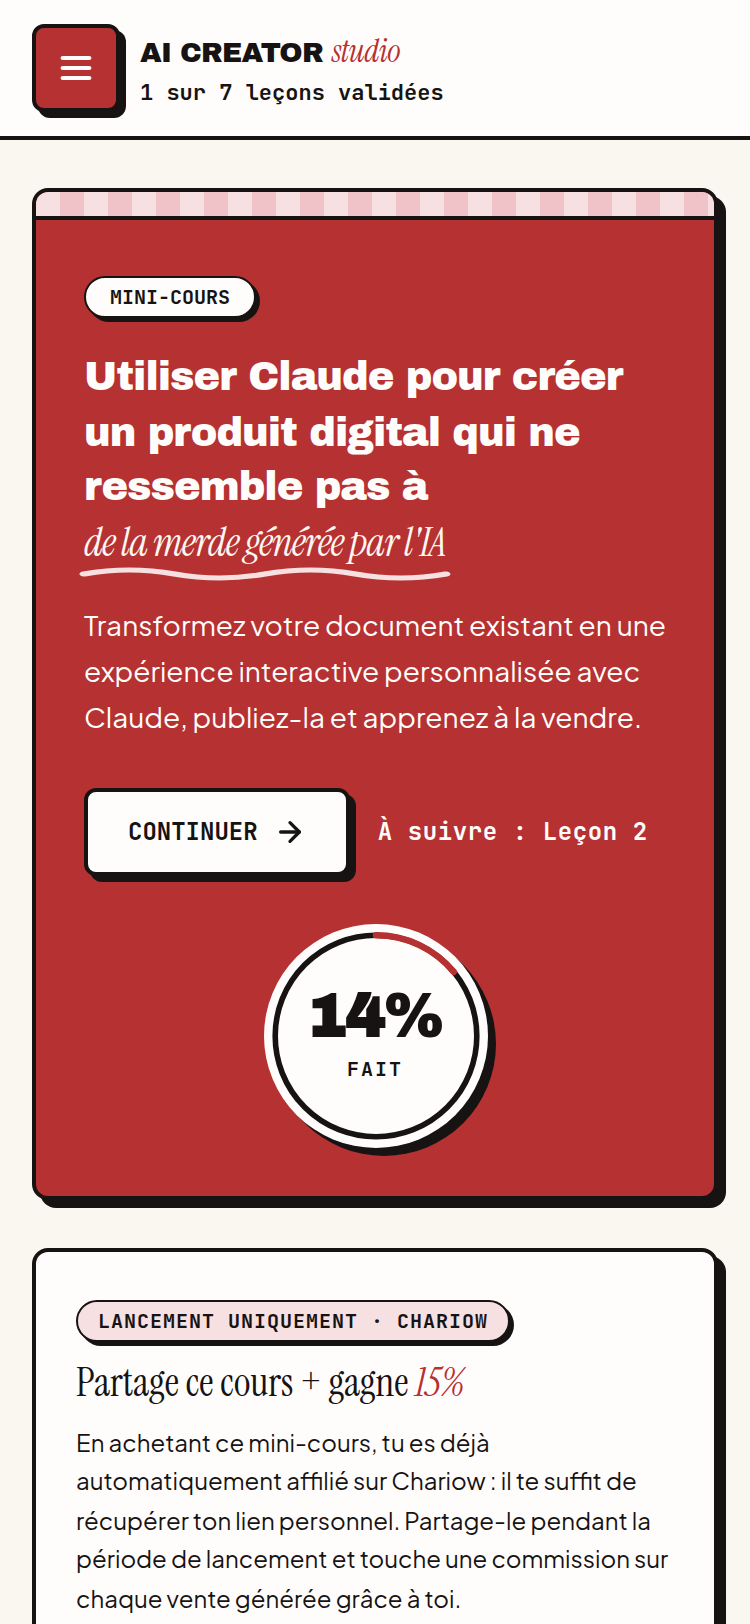 AI CREATOR studio
1 sur 7 leçons validées
MINI-COURS
Utiliser Claude pour créer
un produit digital qui ne
ressemble pas à
de la merde générée par l'IA
Transformez votre document existant en une
expérience interactive personnalisée avec
Claude, publiez-la et apprenez à la vendre.
CONTINUER → À suivre : Leçon 2
14%
FAIT
LANCEMENT UNIQUEMENT · CHARIOW
Partage ce cours + gagne 15%
En achetant ce mini-cours, tu es déjà
automatiquement affilié sur Chariow : il te suffit de
récupérer ton lien personnel. Partage-le pendant la
période de lancement et touche une commission sur
chaque vente générée grâce à toi.